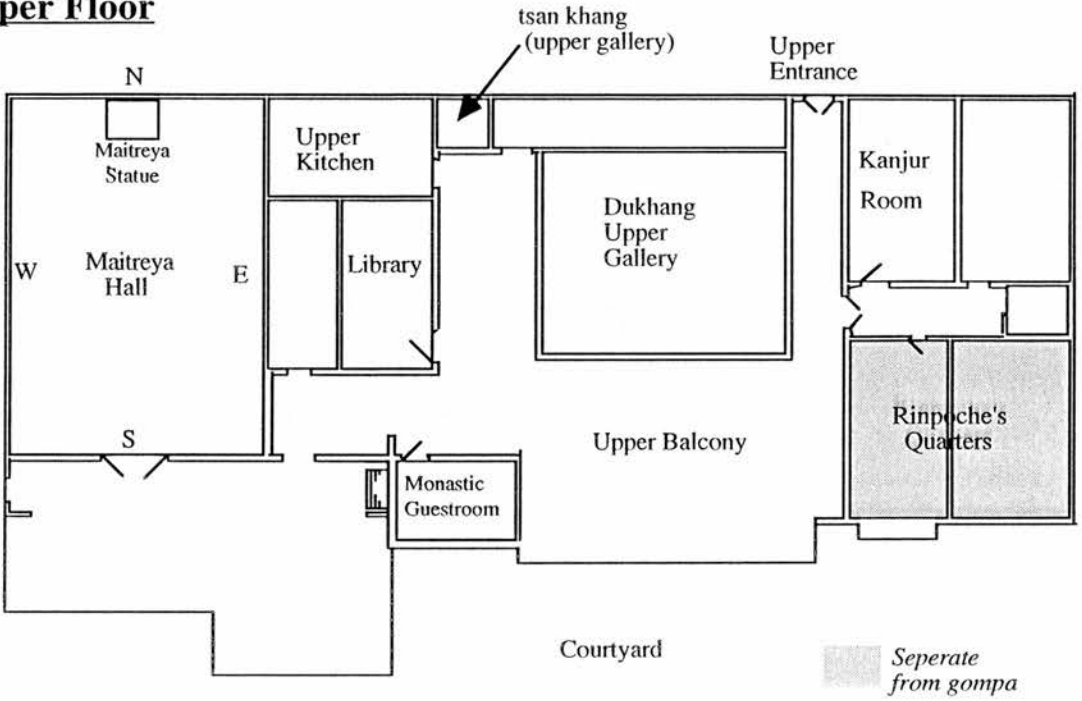 per Floor
tsan khang
(upper gallery)
Upper
Entrance
N
Maitreya
Statue
Upper
Kitchen
Kanjur
Room
Dukhang
Upper
Gallery
W
Maitreya
Hall
E
Library
Rinpoche's
Quarters
S
Upper Balcony
Monastic
Guestroom
Courtyard
Seperate
from gompa